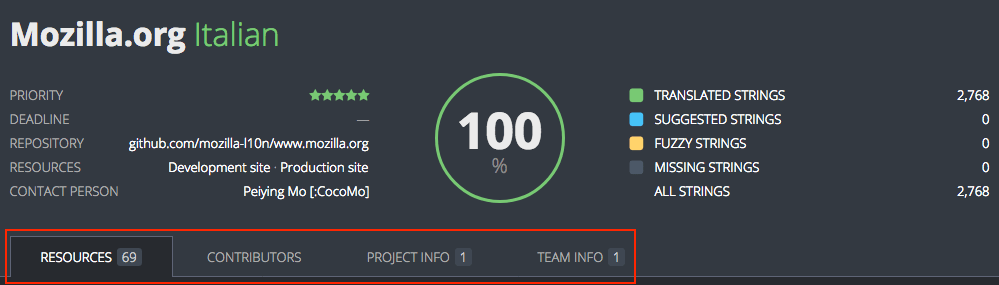 Mozilla.org Italian
PRIORITY
DEADLINE —
REPOSITORY github.com/mozilla-l10n/www.mozilla.org
RESOURCES Development site · Production site
CONTACT PERSON Peiying Mo [:CocoMo]
100
%
TRANSLATED STRINGS 2,768
SUGGESTED STRINGS 0
FUZZY STRINGS 0
MISSING STRINGS 0
ALL STRINGS 2,768
RESOURCES 69 CONTRIBUTORS PROJECT INFO 1 TEAM INFO 1